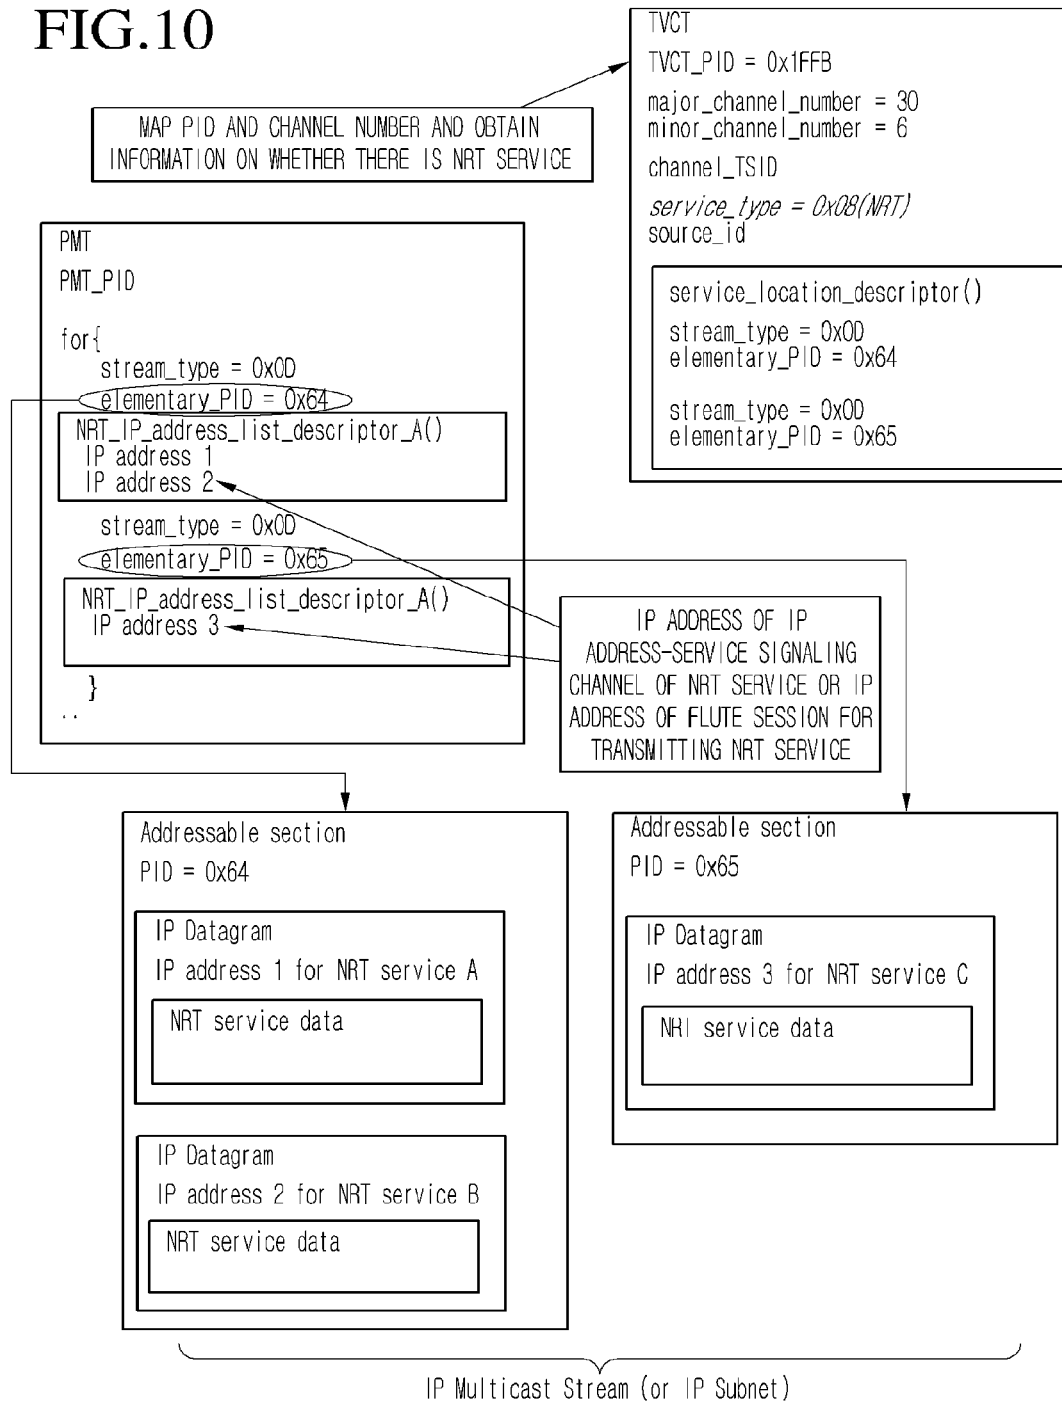 FIG.10
TVCT
TVCT_PID = 0x1FFB
major_channel_number = 30
minor_channel_number = 6
channel_TSID
service_type = 0x08(NRT)
source_id
service_location_descriptor()
stream_type = 0x0D
elementary_PID = 0x64
stream_type = 0x0D
elementary_PID = 0x65
MAP PID AND CHANNEL NUMBER AND OBTAIN
INFORMATION ON WHETHER THERE IS NRT SERVICE
PMT
PMT_PID
for{
stream_type = 0x0D
elementary_PID = 0x64
NRT_IP_address_list_descriptor_A()
IP address 1
IP address 2
stream_type = 0x0D
elementary_PID = 0x65
NRT_IP_address_list_descriptor_A()
IP address 3
}
..
IP ADDRESS OF IP
ADDRESS-SERVICE SIGNALING
CHANNEL OF NRT SERVICE OR IP
ADDRESS OF FLUTE SESSION FOR
TRANSMITTING NRT SERVICE
Addressable section
PID = 0x64
IP Datagram
IP address 1 for NRT service A
NRT service data
IP Datagram
IP address 2 for NRT service B
NRT service data
Addressable section
PID = 0x65
IP Datagram
IP address 3 for NRT service C
NRT service data
IP Multicast Stream (or IP Subnet)